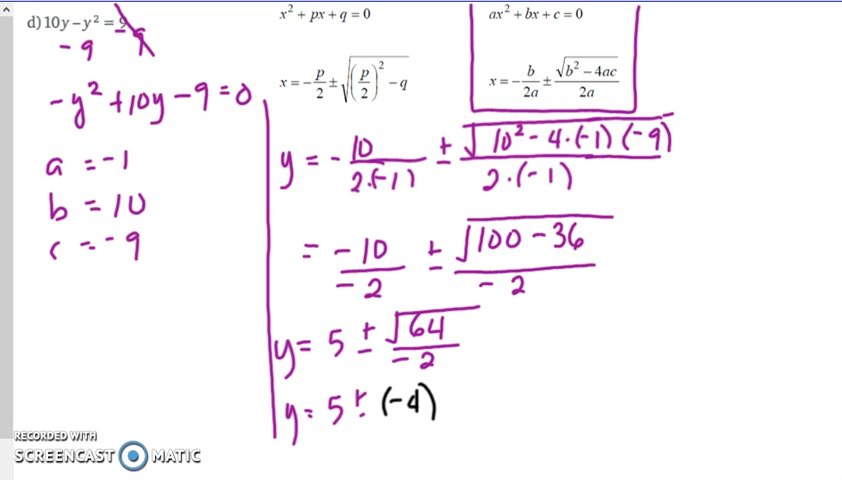 d) 10y − y² = 9
− 9 − 9
−y² + 10y − 9 = 0
a = −1
b = 10
c = −9
x² + px + q = 0
x = −p/2 ± √((p/2)² − q)
ax² + bx + c = 0
x = −b/2a ± √(b² − 4ac)/2a
y = −10/2·(−1) ± √(10² − 4·(−1)(−9))/2·(−1)
= −10/−2 ± √(100 − 36)/−2
y = 5 ± √64/−2
y = 5 ± (−4)
RECORDED WITH
SCREENCAST MATIC